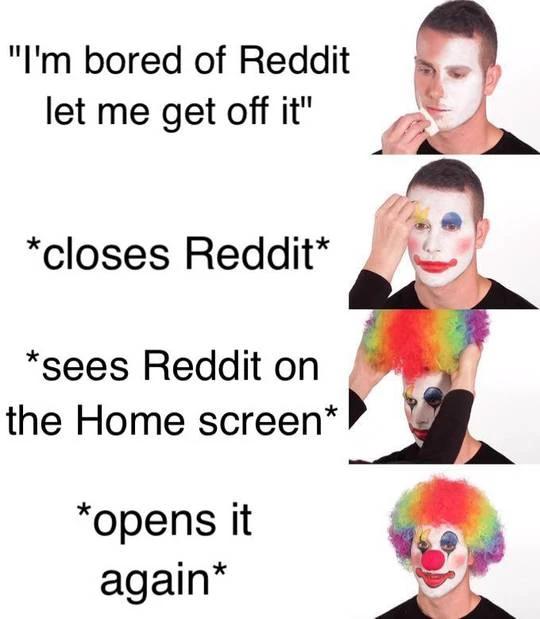 "I'm bored of Reddit
let me get off it"
*closes Reddit*
*sees Reddit on
the Home screen*
*opens it
again*